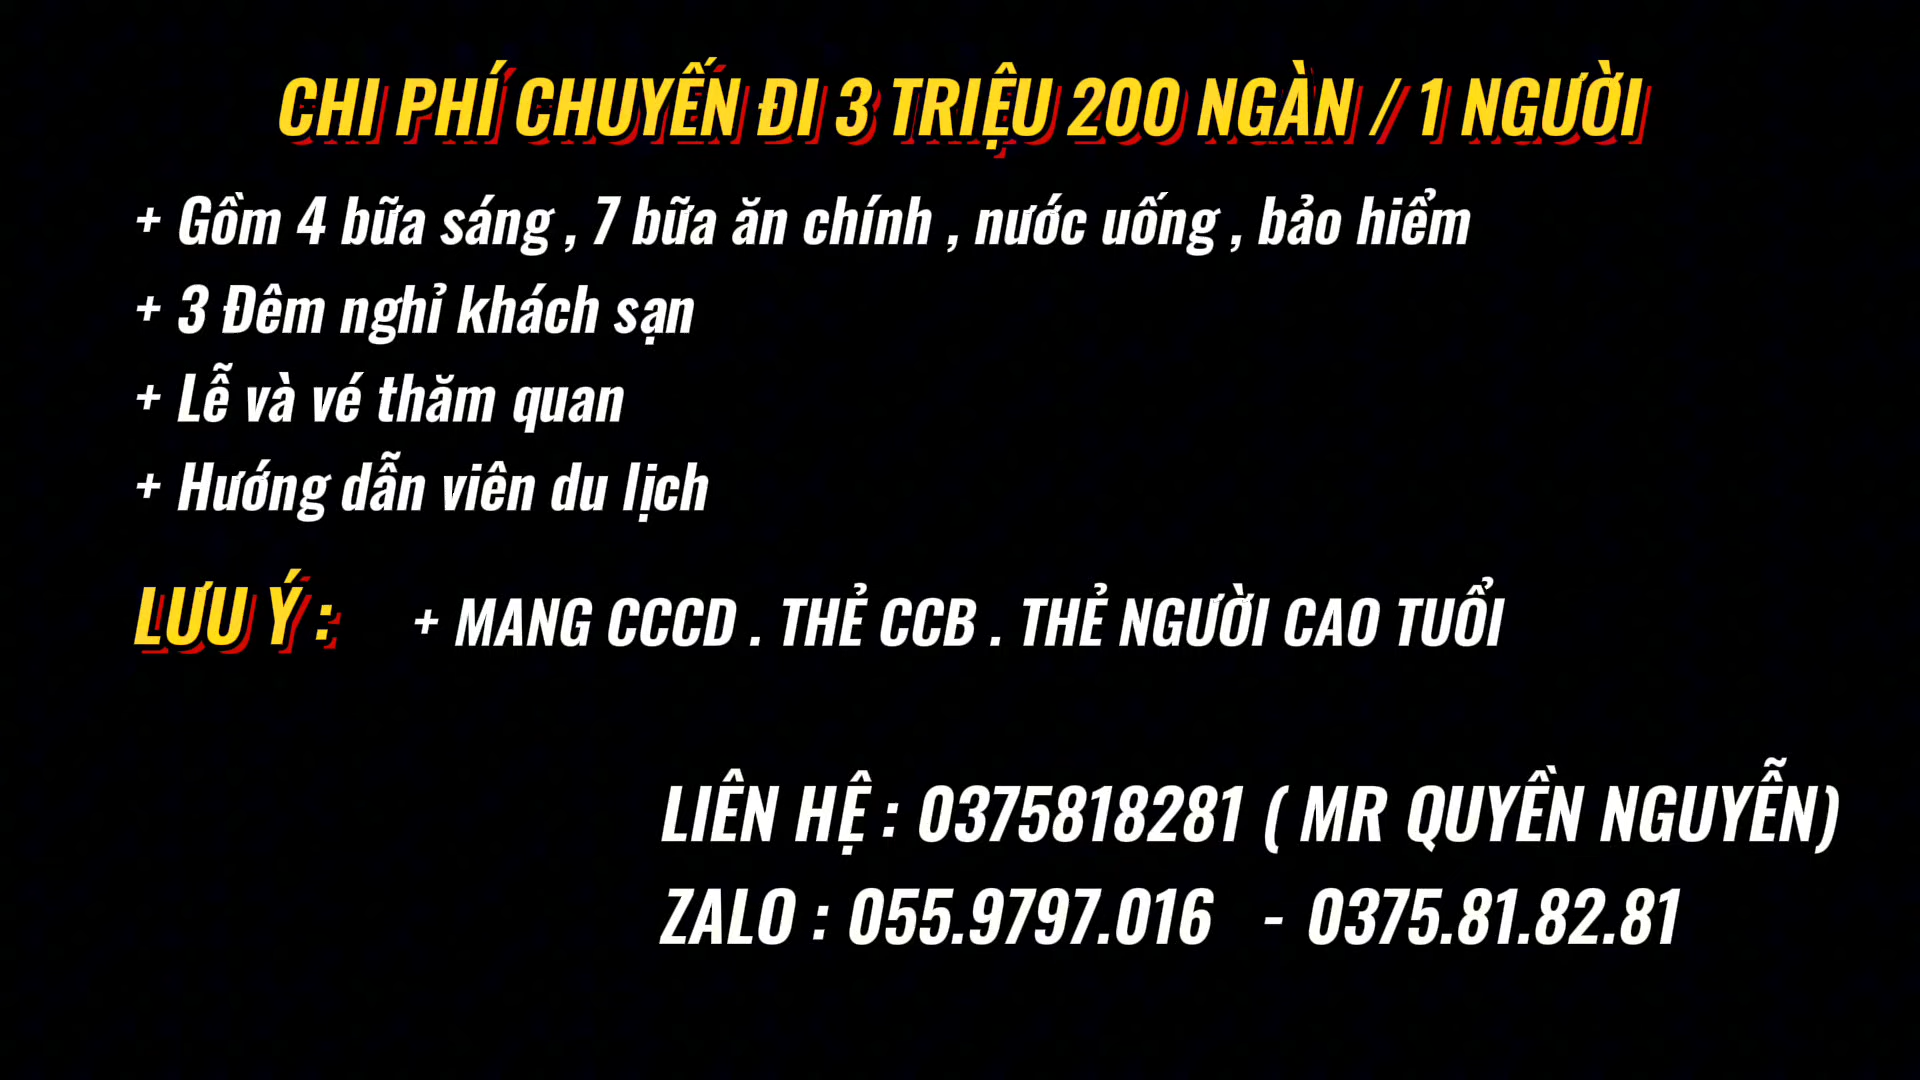 CHI PHÍ CHUYẾN ĐI 3 TRIỆU 200 NGÀN / 1 NGƯỜI
+ Gồm 4 bữa sáng , 7 bữa ăn chính , nước uống , bảo hiểm
+ 3 Đêm nghỉ khách sạn
+ Lễ và vé thăm quan
+ Hướng dẫn viên du lịch
LƯU Ý : + MANG CCCD . THẺ CCB . THẺ NGƯỜI CAO TUỔI
LIÊN HỆ : 0375818281 ( MR QUYỀN NGUYỄN)
ZALO : 055.9797.016 - 0375.81.82.81